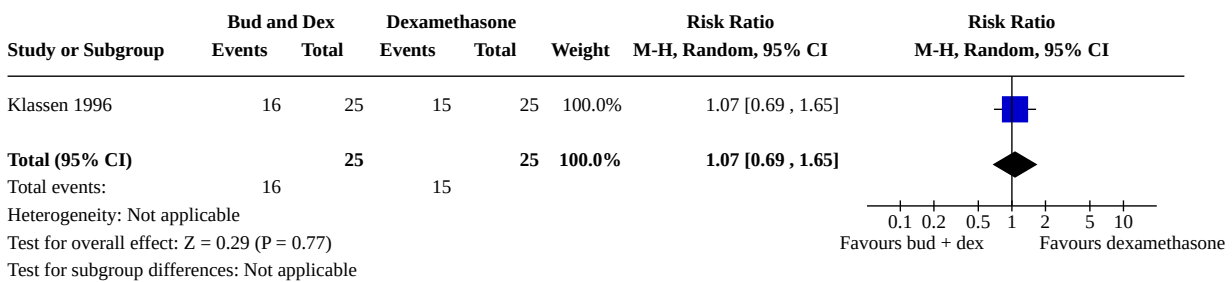 Bud and Dex Dexamethasone Risk Ratio Risk Ratio
Study or Subgroup Events Total Events Total Weight M-H, Random, 95% CI M-H, Random, 95% CI
Klassen 1996 16 25 15 25 100.0% 1.07 [0.69 , 1.65]
Total (95% CI) 25 25 100.0% 1.07 [0.69 , 1.65]
Total events: 16 15
Heterogeneity: Not applicable
0.1 0.2 0.5 1 2 5 10
Test for overall effect: Z = 0.29 (P = 0.77) Favours bud + dex Favours dexamethasone
Test for subgroup differences: Not applicable